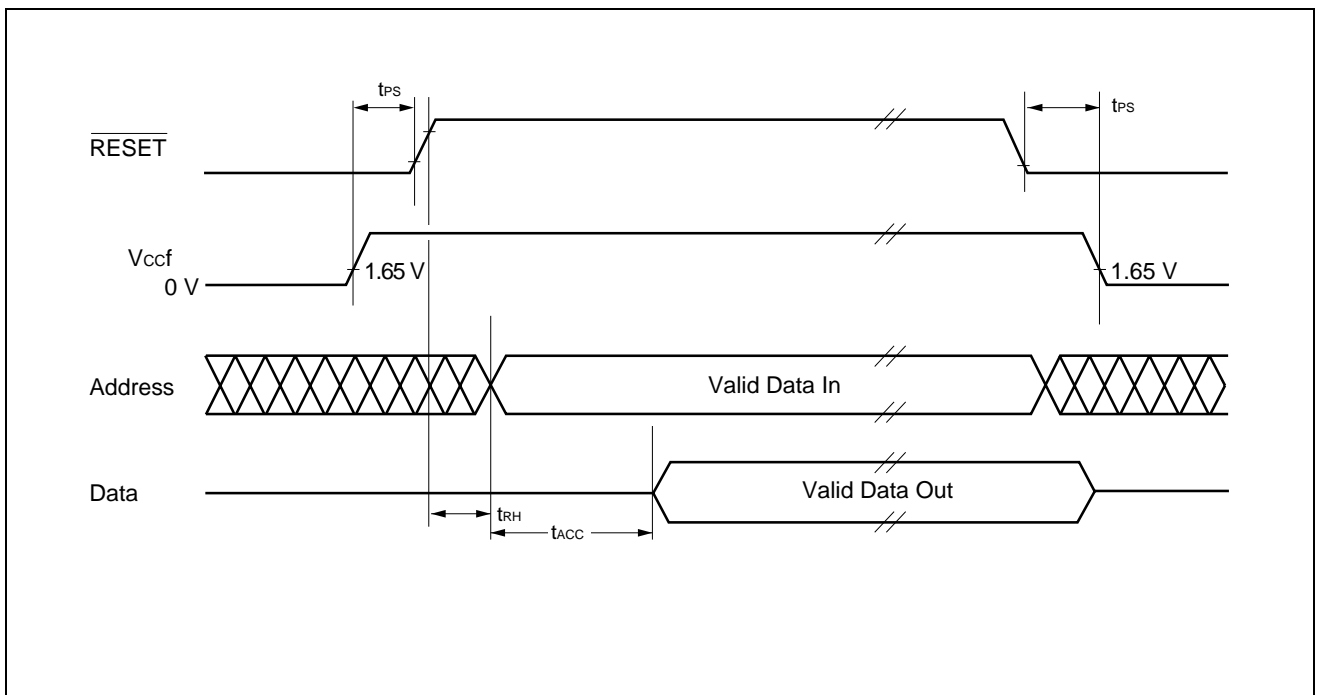 tPS
tPS
RESET
VCCf
1.65 V
1.65 V
0 V
Address
Valid Data In
Data
Valid Data Out
tRH
tACC